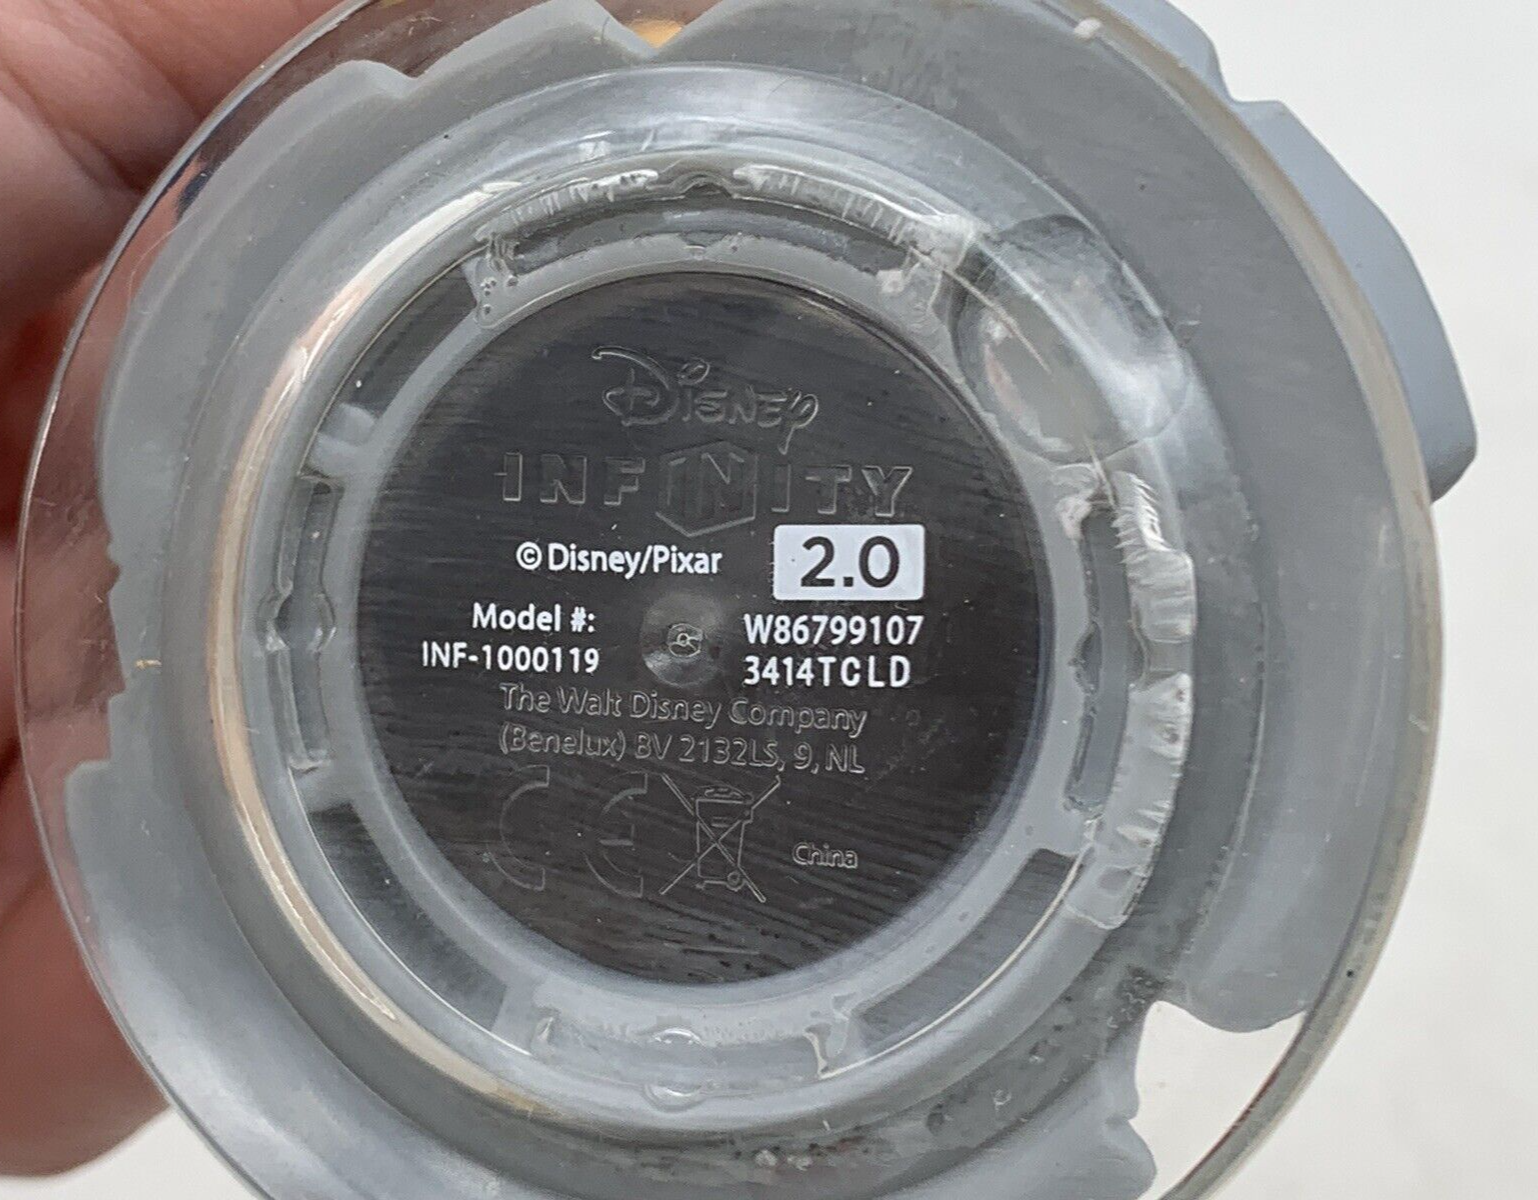 Disney
INFINITY
© Disney/Pixar
2.0
Model #:
INF-1000119
W86799107
3414TCLD
The Walt Disney Company
(Benelux) BV 2132LS, 9, NL
CE
China